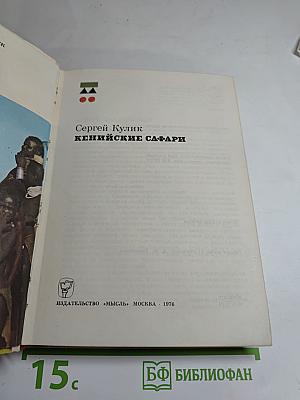 Сергей Кулик
КЕНИЙСКИЕ САФАРИ
ИЗДАТЕЛЬСТВО «МЫСЛЬ» МОСКВА · 1976
15с
БФ БИБЛИОФАН